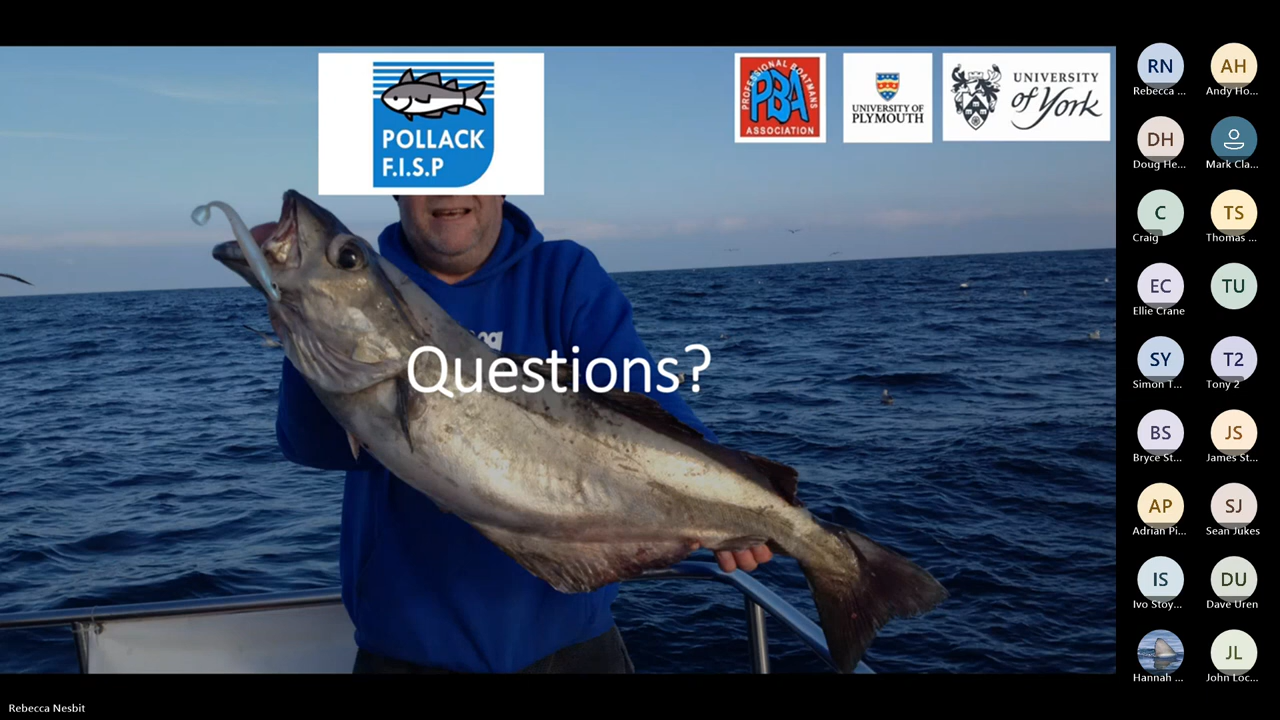 POLLACK
F.I.S.P
PROFESSIONAL BOATMANS
PBA
ASSOCIATION
UNIVERSITY OF
PLYMOUTH
UNIVERSITY
of York
Questions?
RN
Rebecca ...
AH
Andy Ho...
DH
Doug He...
Mark Cla...
C
Craig
TS
Thomas ...
EC
Ellie Crane
TU
SY
Simon T...
T2
Tony 2
BS
Bryce St...
JS
James St...
AP
Adrian Pi...
SJ
Sean Jukes
IS
Ivo Stoy...
DU
Dave Uren
Hannah ...
JL
John Loc...
Rebecca Nesbit